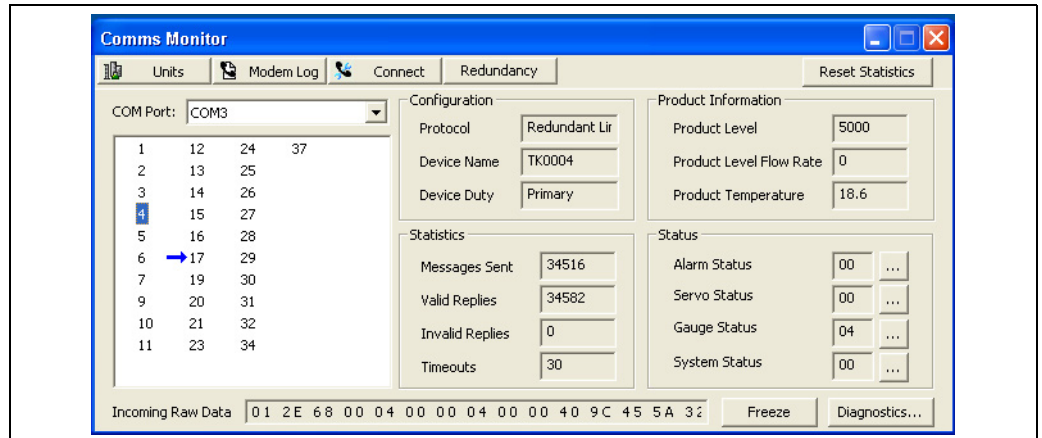 Comms Monitor
Units Modem Log Connect Redundancy Reset Statistics
COM Port: COM3
1 12 24 37
2 13 25
3 14 26
4 15 27
5 16 28
6 17 29
7 19 30
9 20 31
10 21 32
11 23 34
Configuration
Protocol Redundant Lir
Device Name TK0004
Device Duty Primary
Product Information
Product Level 5000
Product Level Flow Rate 0
Product Temperature 18.6
Statistics
Messages Sent 34516
Valid Replies 34582
Invalid Replies 0
Timeouts 30
Status
Alarm Status 00 ...
Servo Status 00 ...
Gauge Status 04 ...
System Status 00 ...
Incoming Raw Data 01 2E 68 00 04 00 00 04 00 00 40 9C 45 5A 32 Freeze Diagnostics...